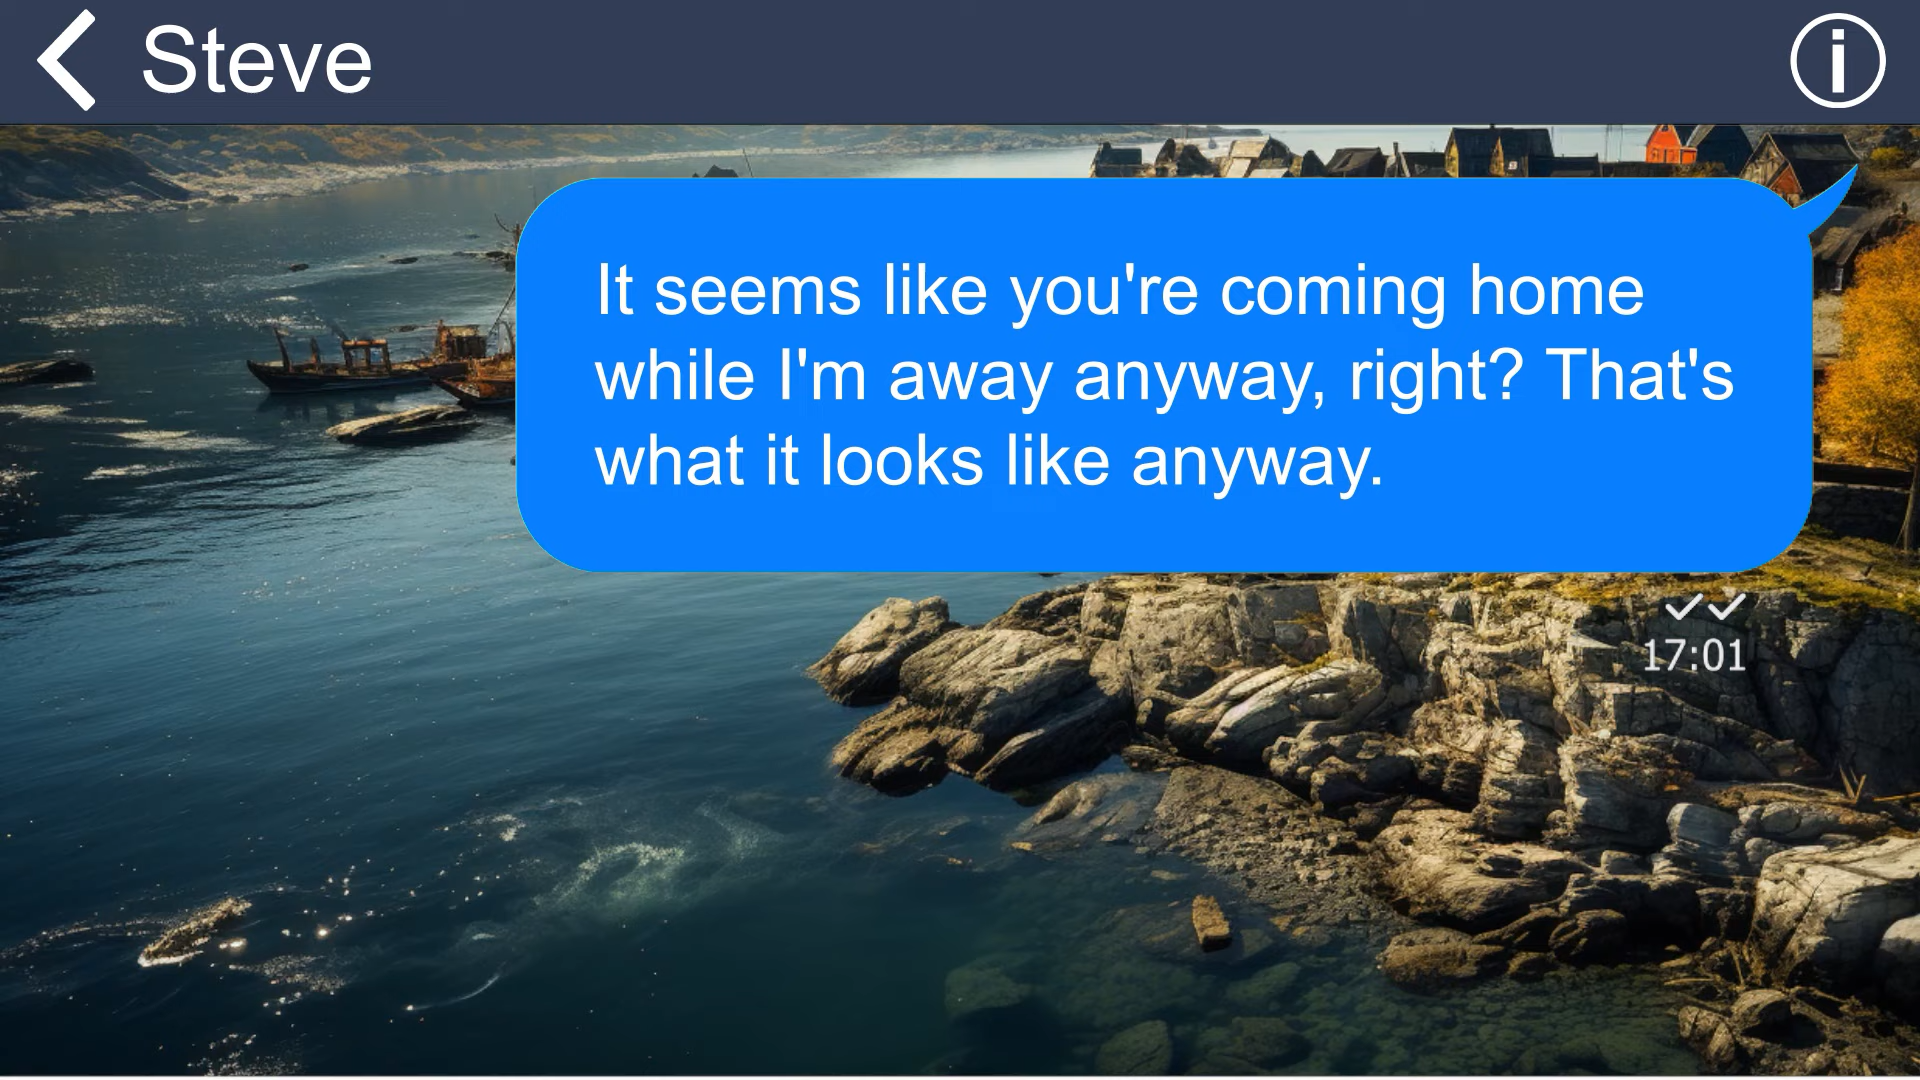 Steve
It seems like you're coming home
while I'm away anyway, right? That's
what it looks like anyway.
17:01